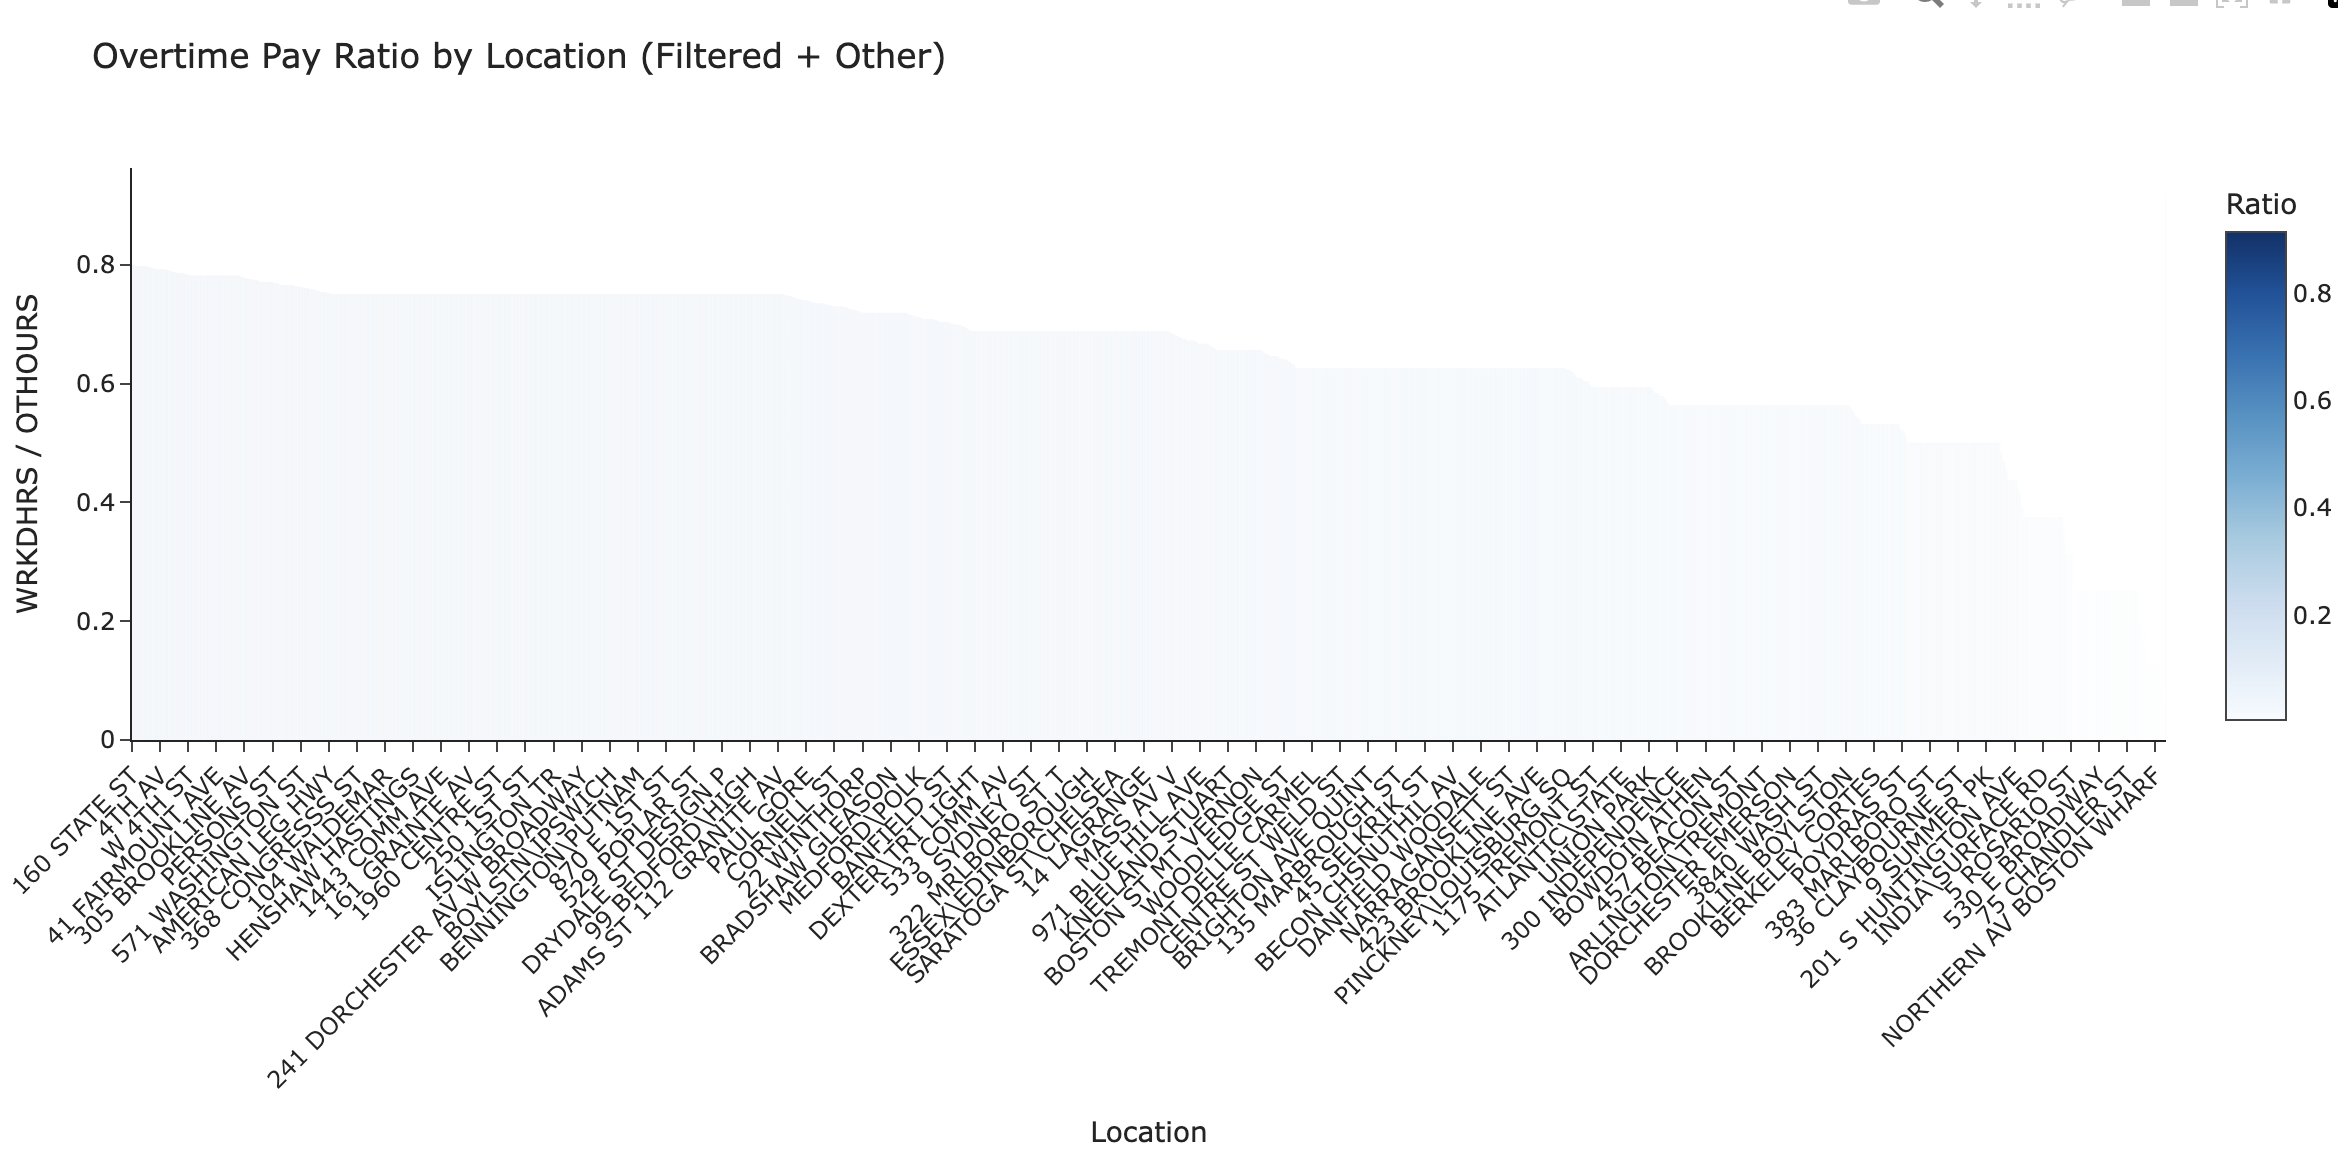 Overtime Pay Ratio by Location (Filtered + Other)
Ratio
0.8
0.6
0.4
0.2
WRKDHRS / OTHOURS
0.8
0.6
0.4
0.2
0
160 STATE ST
4TH AV
W 4TH ST
41 FAIRMOUNT AVE
305 BROOKLINE AV
PERSONS ST
571 WASHINGTON ST
AMERICAN LEG HWY
368 CONGRESSS ST
104 WALDEMAR
HENSHAW HASTINGS
1443 COMM AVE
161 GRAINTE AV
1960 CENTRE ST
250 1ST ST
ISLINGTON TR
241 DORCHESTER AV W BROADWAY
BOYLSTN IPSWICH
BENNINGTON\PUTNAM
870 E 1ST ST
529 POPLAR ST
DRYDALE ST DESIGN P
99 BEDFORD\HIGH
ADAMS ST 112 GRANITE AV
PAUL GORE
CORNELL ST
22 WINTHORP
BRADSHAW GLEASON
MEDFORD\POLK
BANFIELD ST
DEXTER\TRI LIGHT
533 COMM AV
9 SYDNEY ST
322 MRLBORO ST T
ESSEX\EDINBOROUGH
SARATOGA ST\CHELSEA
14 LAGRANGE
MASS AV V
971 BLUE HILL AVE
KNEELAND STUART
BOSTON ST MT VERNON
WOODLEDGE ST
TREMONT DELLE CARMEL
CENTRE ST WELD ST
BRIGHTON AVE QUINT
135 MARBROUGH ST
45 SELKRIK ST
BECON CHSNUTHIL AV
DANFIELD WOODALE
NARRAGANSETT ST
423 BROOKLINE AVE
PINCKNEY\LOUISBURG SQ
1175 TREMONT ST
ATLANTIC\STATE
UNION PARK
300 INDEPENDENCE
BOWDOIN ATHEN
457 BEACON ST
ARLINGTON\TREMONT
DORCHESTER EMERSON
3840 WASH ST
BROOKLINE BOYLSTON
BERKELEY CORTES
POYDRAS ST
383 MARLBORO ST
36 CLAYBOURNE ST
9 SUMMER PK
201 S HUNTINGTON AVE
INDIA\SURFACE RD
5 ROSARIO ST
530 E BROADWAY
75 CHANDLER ST
NORTHERN AV BOSTON WHARF
Location